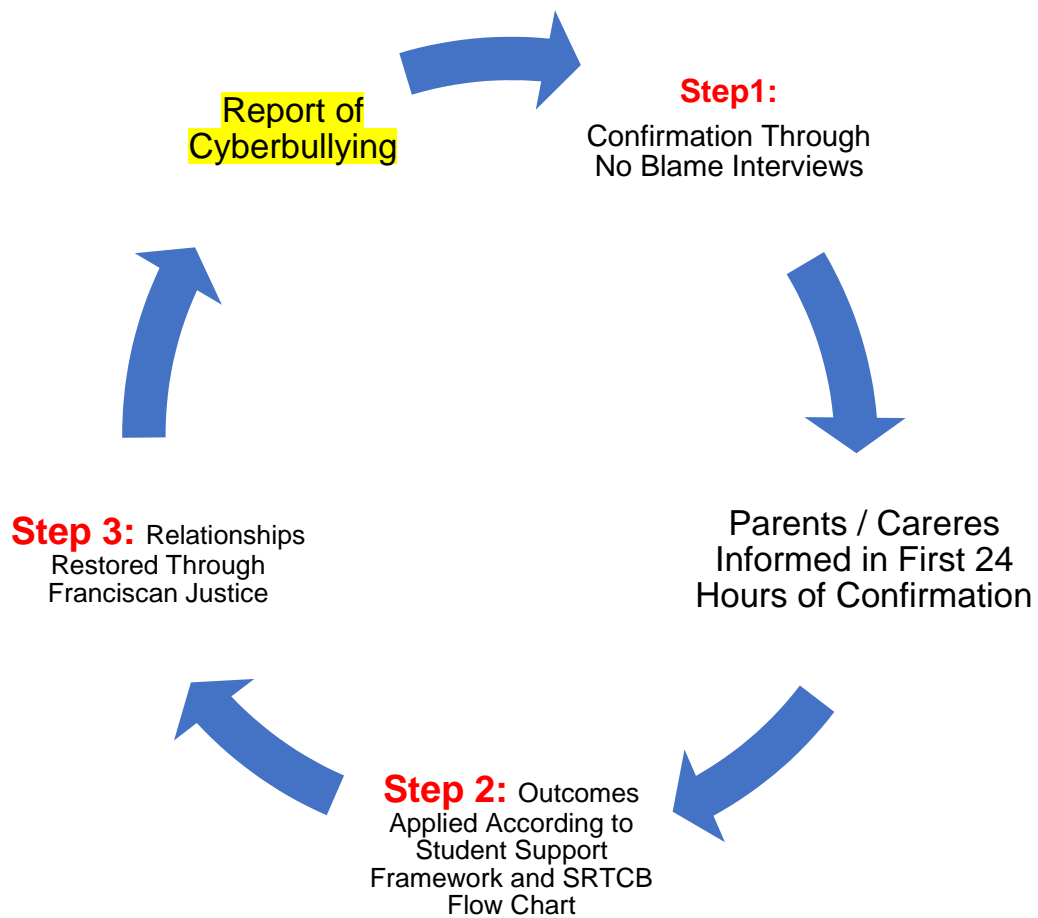 Report of
Cyberbullying
Step1:
Confirmation Through
No Blame Interviews
Parents / Careres
Informed in First 24
Hours of Confirmation
Step 2: Outcomes
Applied According to
Student Support
Framework and SRTCB
Flow Chart
Step 3: Relationships
Restored Through
Franciscan Justice